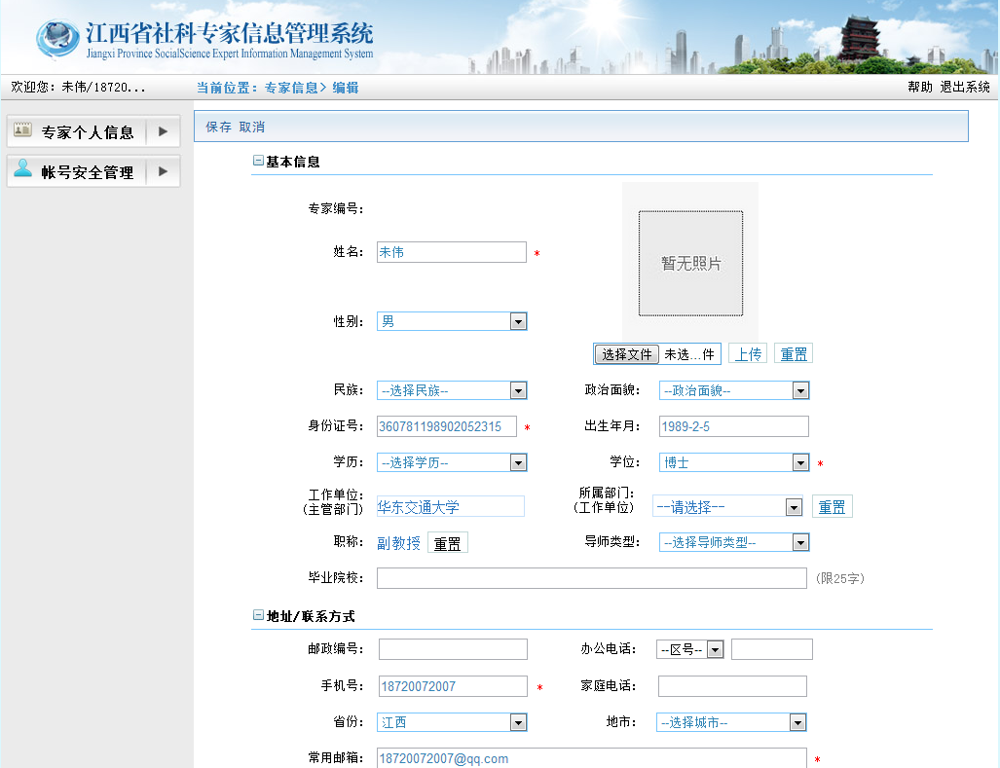 江西省社科专家信息管理系统
Jiangxi Province SocialScience Expert Information Management System
欢迎您：未伟/18720... 当前位置：专家信息> 编辑 帮助 退出系统
专家个人信息
帐号安全管理
保存 取消
基本信息
专家编号：
暂无照片
姓名： 未伟 *
性别： 男
选择文件 未选...件 上传 重置
民族： --选择民族-- 政治面貌： --政治面貌--
身份证号： 360781198902052315 * 出生年月： 1989-2-5
学历： --选择学历-- 学位： 博士 *
工作单位：
(主管部门) 华东交通大学
所属部门：
(工作单位) --请选择-- 重置
职称： 副教授 重置 导师类型： --选择导师类型--
毕业院校： (限25字)
地址/联系方式
邮政编号： 办公电话： --区号--
手机号： 18720072007 * 家庭电话：
省份： 江西 地市： --选择城市--
常用邮箱： 18720072007@qq.com *